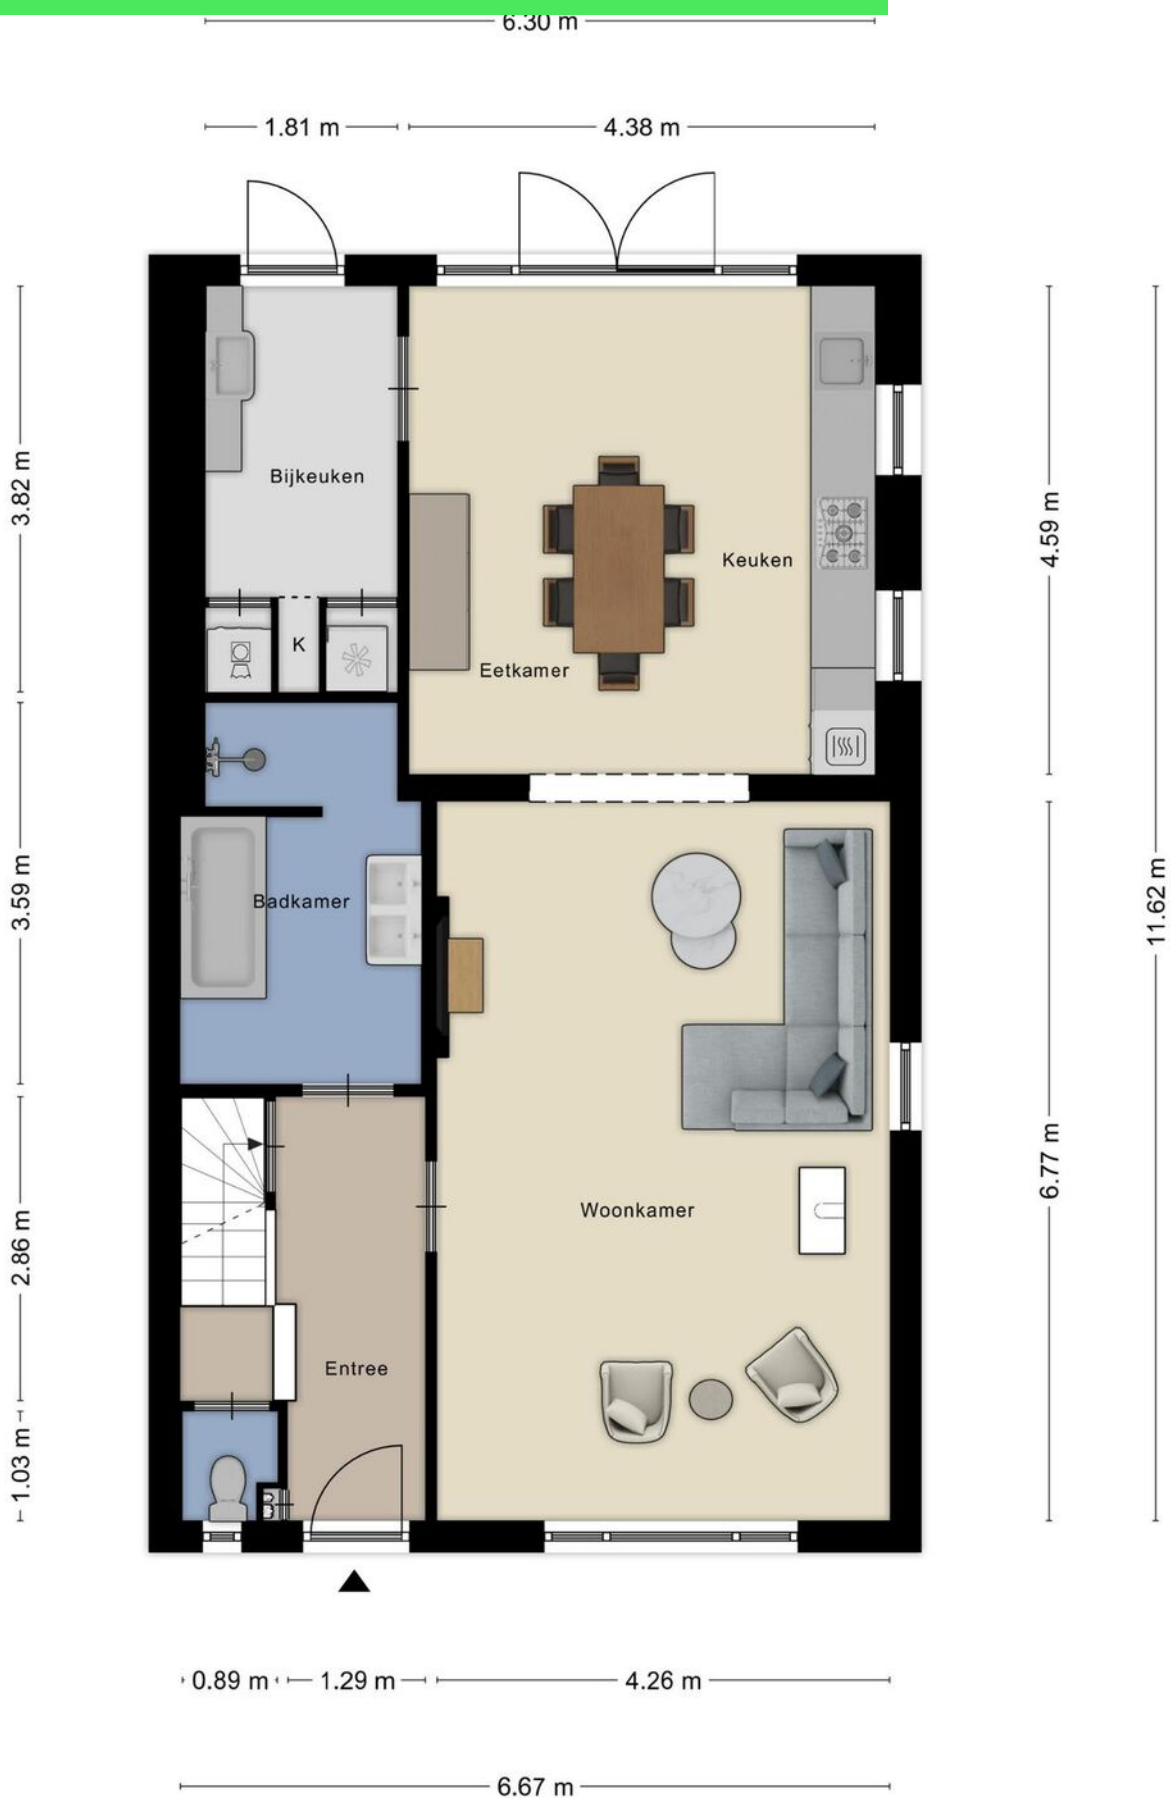 6.30 m
1.81 m
4.38 m
Bijkeuken
3.82 m
4.59 m
Keuken
K
Eetkamer
Badkamer
3.59 m
11.62 m
6.77 m
Woonkamer
2.86 m
Entree
1.03 m
0.89 m
1.29 m
4.26 m
6.67 m